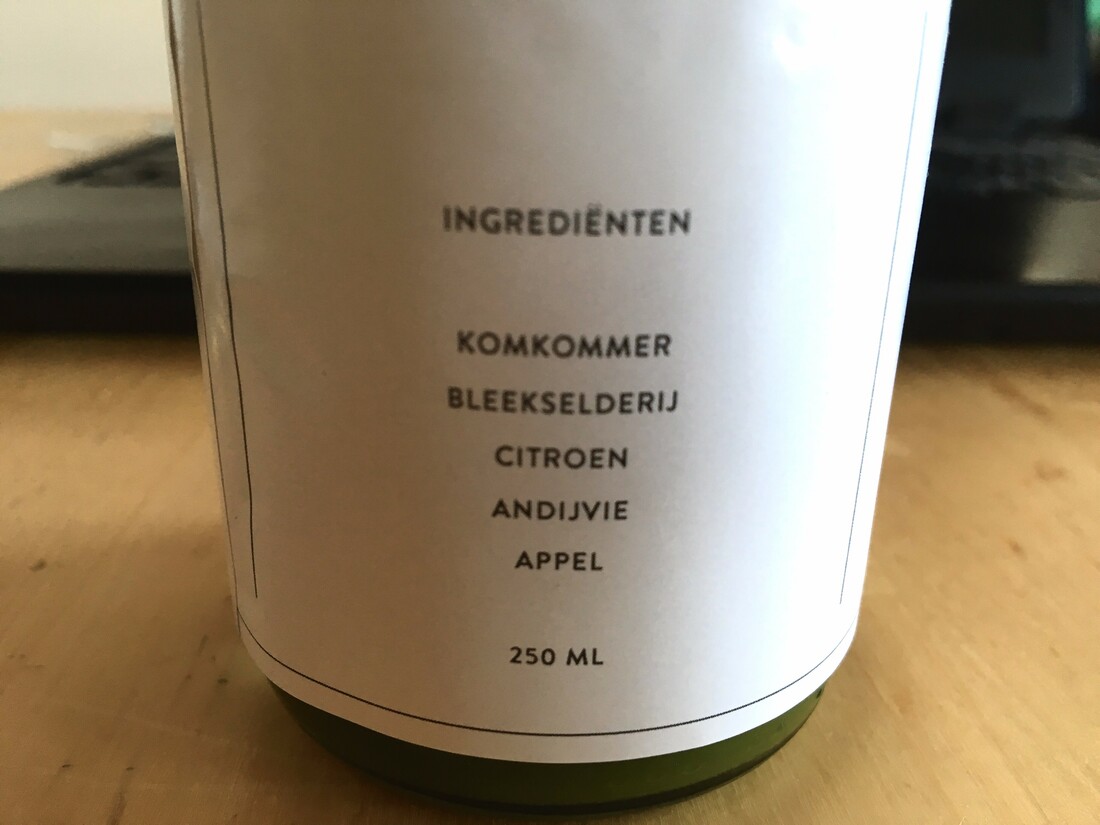 INGREDIËNTEN
KOMKOMMER
BLEEKSELDERIJ
CITROEN
ANDIJVIE
APPEL
250 ML